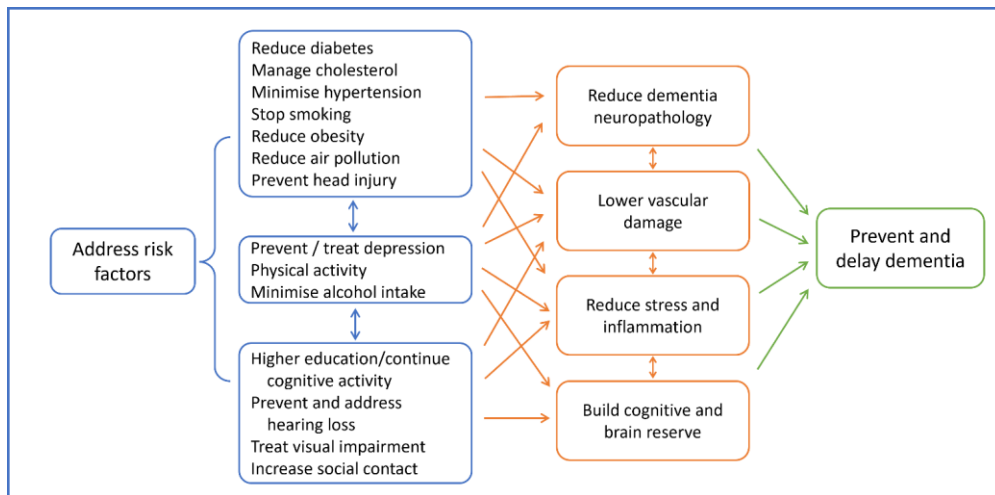 Address risk
factors
Reduce diabetes
Manage cholesterol
Minimise hypertension
Stop smoking
Reduce obesity
Reduce air pollution
Prevent head injury
Prevent / treat depression
Physical activity
Minimise alcohol intake
Higher education/continue
cognitive activity
Prevent and address
hearing loss
Treat visual impairment
Increase social contact
Reduce dementia
neuropathology
Lower vascular
damage
Reduce stress and
inflammation
Build cognitive and
brain reserve
Prevent and
delay dementia